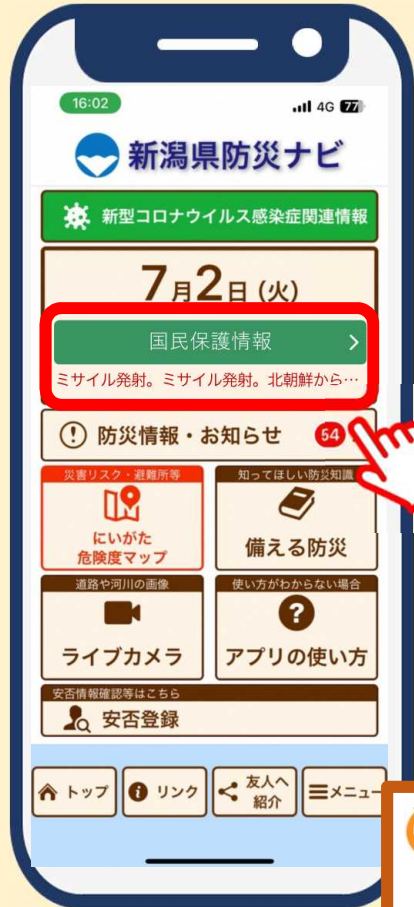 16:02
4G 77
新潟県防災ナビ
新型コロナウイルス感染症関連情報
7月2日(火)
国民保護情報
ミサイル発射。ミサイル発射。北朝鮮から…
防災情報・お知らせ 54
災害リスク・避難所等
にいがた
危険度マップ
知ってほしい防災知識
備える防災
道路や河川の画像
ライブカメラ
使い方がわからない場合
アプリの使い方
安否情報確認等はこちら
安否登録
トップ
リンク
友人へ
紹介
メニュー